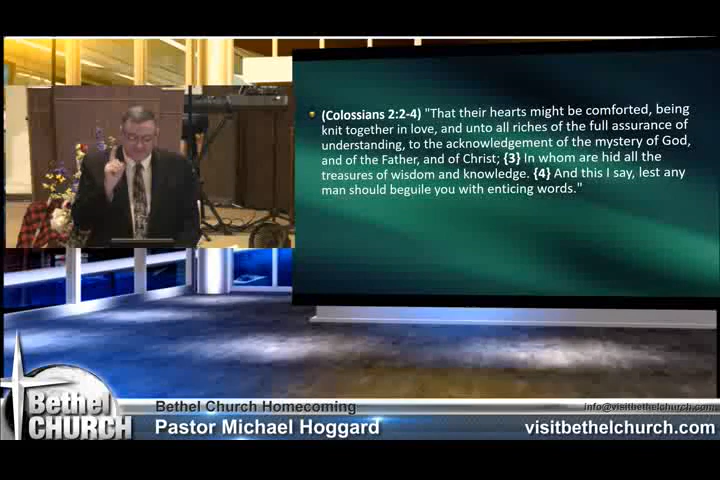 (Colossians 2:2-4) "That their hearts might be comforted, being
knit together in love, and unto all riches of the full assurance of
understanding, to the acknowledgement of the mystery of God,
and of the Father, and of Christ; {3} In whom are hid all the
treasures of wisdom and knowledge. {4} And this I say, lest any
man should beguile you with enticing words."
Bethel
CHURCH
Bethel Church Homecoming
info@visitbethelchurch.com
Pastor Michael Hoggard
visitbethelchurch.com